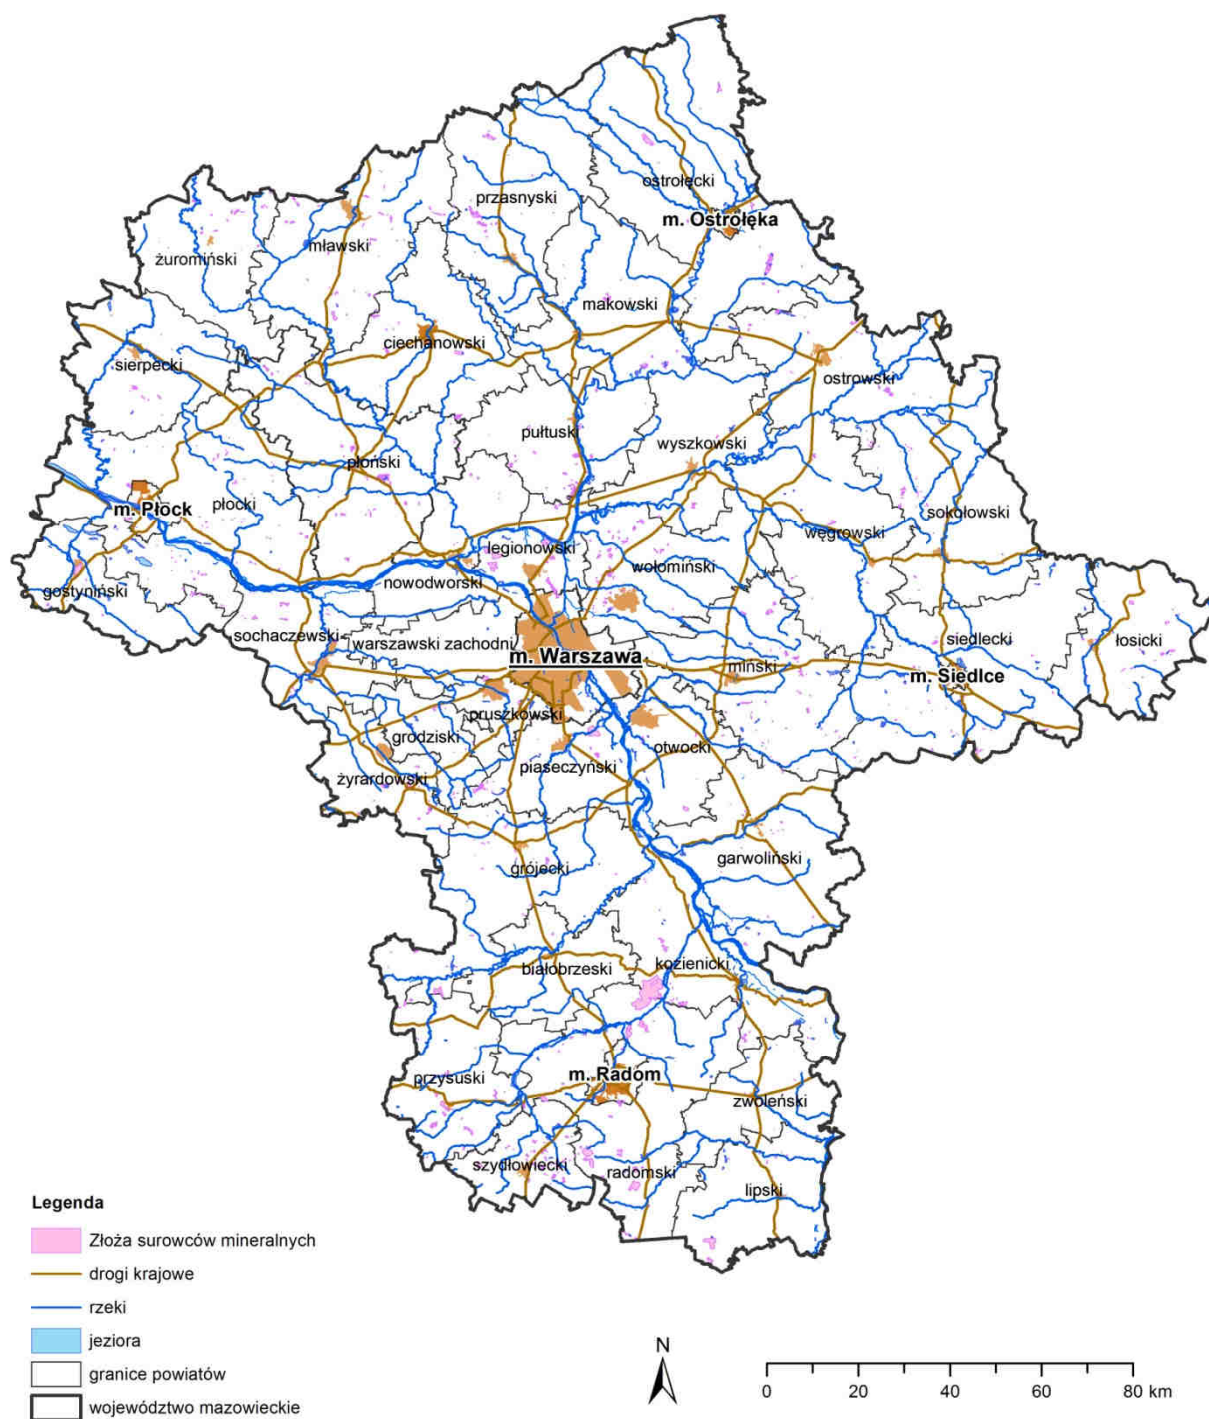 ostrołęcki
przasnyski
m. Ostrołęka
mławski
żuromiński
makowski
ciechanowski
sierpecki
ostrowski
pułtuski
wyszkowski
płoński
płocki
m. Płock
sokołowski
węgrowski
legionowski
wołomiński
nowodworski
gostyniński
sochaczewski
warszawski zachodni
siedlecki
łosicki
m. Warszawa
miński
m. Siedlce
pruszkowski
grodziski
otwocki
piaseczyński
żyrardowski
garwoliński
grójecki
białobrzeski
kozienicki
m. Radom
przysuski
zwoleński
szydłowiecki
radomski
lipski
Legenda
Złoża surowców mineralnych
drogi krajowe
rzeki
jeziora
granice powiatów
województwo mazowieckie
N
0 20 40 60 80 km